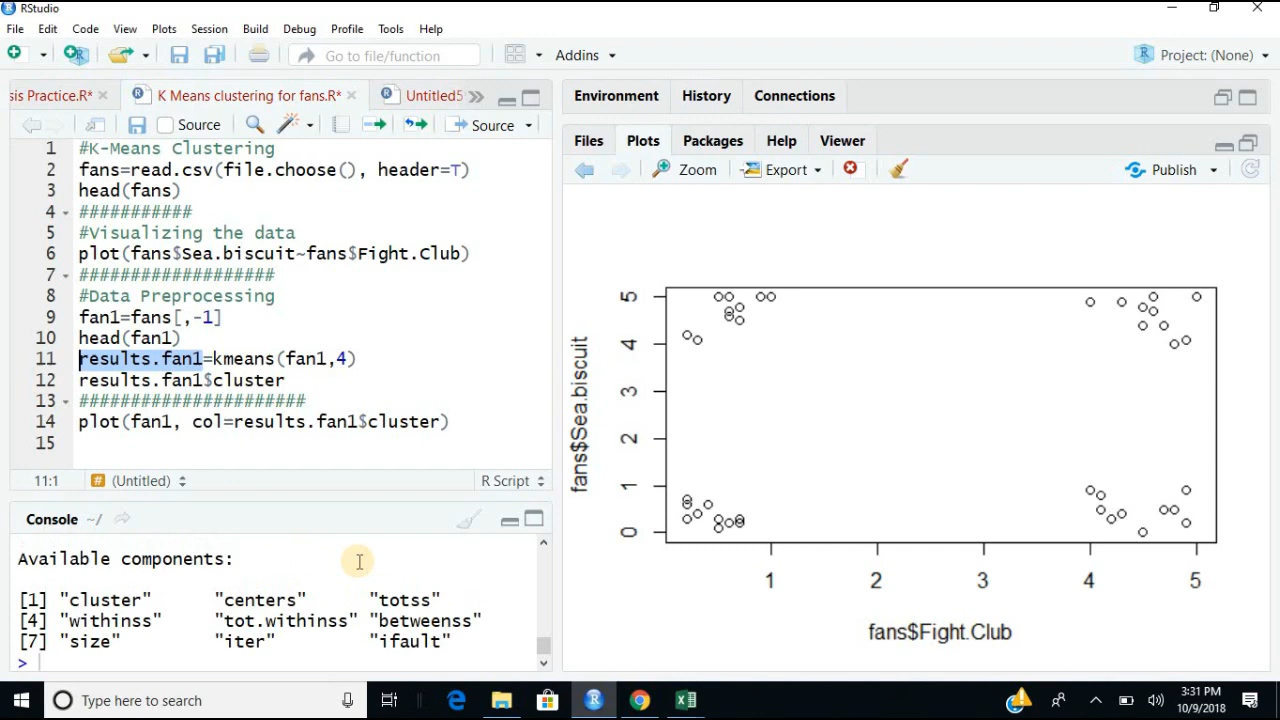 RStudio
File Edit Code View Plots Session Build Debug Profile Tools Help
Go to file/function Addins Project: (None)
sis Practice.R* K Means clustering for fans.R* Untitled5
Source Source
1 #K-Means Clustering
2 fans=read.csv(file.choose(), header=T)
3 head(fans)
4 ###########
5 #Visualizing the data
6 plot(fans$Sea.biscuit~fans$Fight.Club)
7 ###################
8 #Data Preprocessing
9 fan1=fans[,-1]
10 head(fan1)
11 results.fan1=kmeans(fan1,4)
12 results.fan1$cluster
13 ######################
14 plot(fan1, col=results.fan1$cluster)
15
11:1 # (Untitled) R Script
Console ~/
Available components:
[1] "cluster" "centers" "totss"
[4] "withinss" "tot.withinss" "betweenss"
[7] "size" "iter" "ifault"
>
Environment History Connections
Files Plots Packages Help Viewer
Zoom Export Publish
fans$Sea.biscuit
5
4
3
2
1
0
1 2 3 4 5
fans$Fight.Club
Type here to search
3:31 PM
10/9/2018